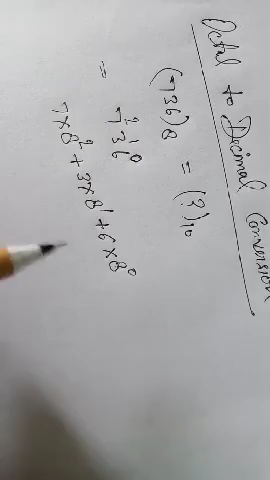 Octal to Decimal Conversion
(736)8 = (?)10
2 1 0
= 7 3 6
7×8² + 3×8¹ + 6×8⁰